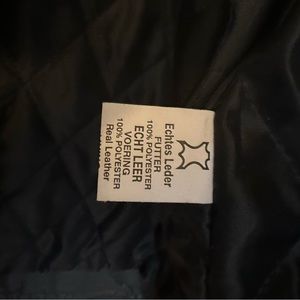 Echtes Leder
FUTTER
100% POLYESTER
ECHT LEER
VOERING
100% POLYESTER
Real Leather